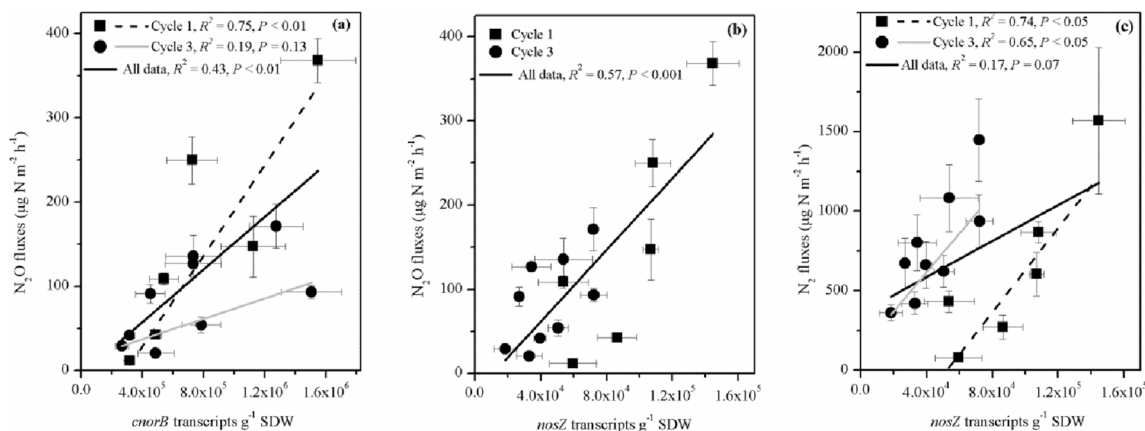 (a)
Cycle 1, R² = 0.75, P < 0.01
Cycle 3, R² = 0.19, P = 0.13
All data, R² = 0.43, P < 0.01
400
300
200
100
0
N₂O fluxes (µg N m⁻² h⁻¹)
0.0 4.0x10⁵ 8.0x10⁵ 1.2x10⁶ 1.6x10⁶
cnorB transcripts g⁻¹ SDW
(b)
Cycle 1
Cycle 3
All data, R² = 0.57, P < 0.001
400
300
200
100
0
N₂O fluxes (µg N m⁻² h⁻¹)
0.0 4.0x10⁴ 8.0x10⁴ 1.2x10⁵ 1.6x10⁵
nosZ transcripts g⁻¹ SDW
(c)
Cycle 1, R² = 0.74, P < 0.05
Cycle 3, R² = 0.65, P < 0.05
All data, R² = 0.17, P = 0.07
2000
1500
1000
500
0
N₂ fluxes (µg N m⁻² h⁻¹)
0.0 4.0x10⁴ 8.0x10⁴ 1.2x10⁵ 1.6x10⁵
nosZ transcripts g⁻¹ SDW